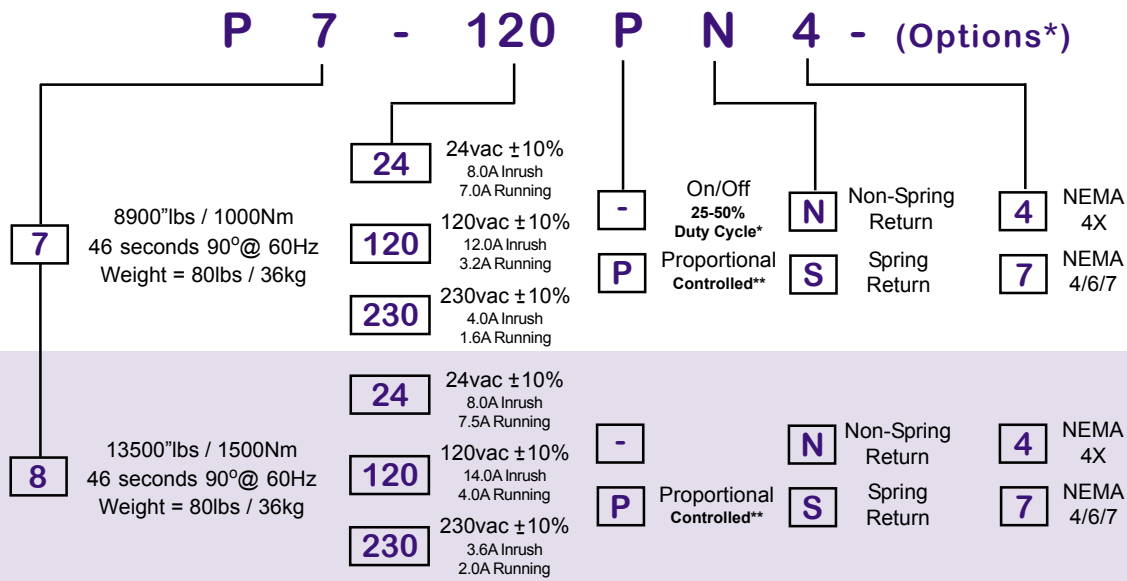 P 7 - 120 P N 4 - (Options*)
7
8900"lbs / 1000Nm
46 seconds 90º@ 60Hz
Weight = 80lbs / 36kg
24
24vac ±10%
8.0A Inrush
7.0A Running
120
120vac ±10%
12.0A Inrush
3.2A Running
230
230vac ±10%
4.0A Inrush
1.6A Running
-
On/Off
25-50%
Duty Cycle*
P
Proportional
Controlled**
N
Non-Spring
Return
S
Spring
Return
4
NEMA
4X
7
NEMA
4/6/7
8
13500"lbs / 1500Nm
46 seconds 90º@ 60Hz
Weight = 80lbs / 36kg
24
24vac ±10%
8.0A Inrush
7.5A Running
120
120vac ±10%
14.0A Inrush
4.0A Running
230
230vac ±10%
3.6A Inrush
2.0A Running
-
P
Proportional
Controlled**
N
Non-Spring
Return
S
Spring
Return
4
NEMA
4X
7
NEMA
4/6/7